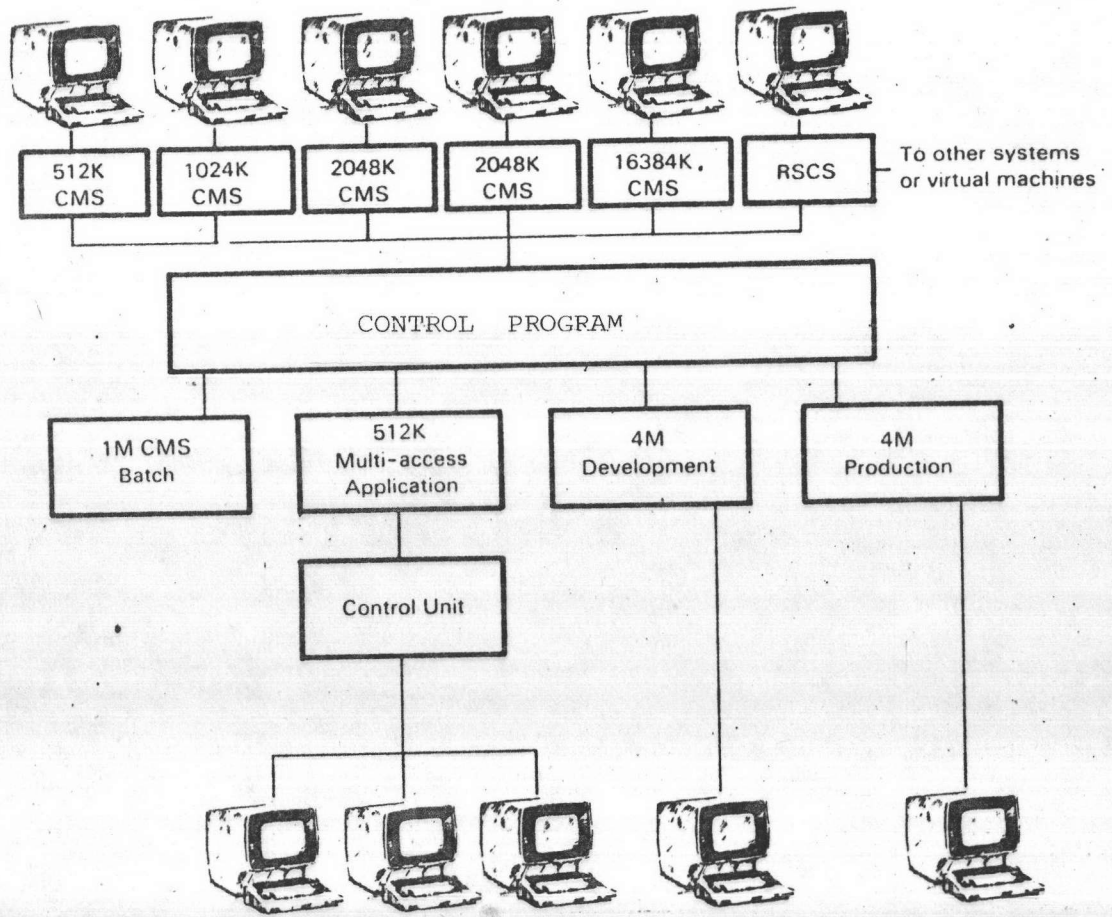 512K
CMS
1024K
CMS
2048K
CMS
2048K
CMS
16384K
CMS
RSCS
To other systems
or virtual machines
CONTROL PROGRAM
1M CMS
Batch
512K
Multi-access
Application
4M
Development
4M
Production
Control Unit